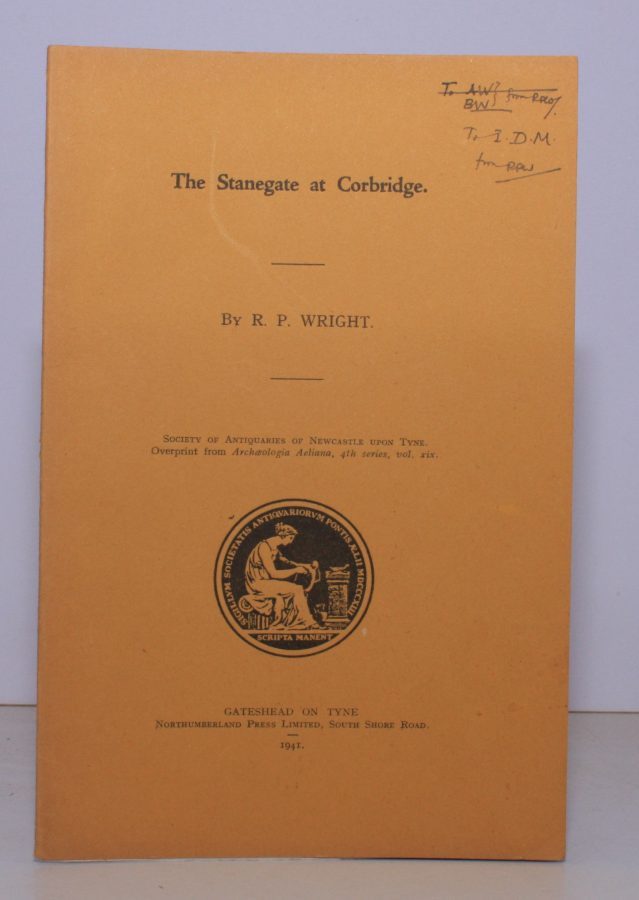 To AW
BW } from RPW.
To I.D.M.
from RPW
The Stanegate at Corbridge.
By R. P. WRIGHT.
Society of Antiquaries of Newcastle upon Tyne.
Overprint from Archæologia Aeliana, 4th series, vol. xix.
SIGILLVM SOCIETATIS ANTIQVARIORVM PONTIS ÆLII MDCCCXIII
SCRIPTA MANENT
GATESHEAD ON TYNE
Northumberland Press Limited, South Shore Road.
1941.